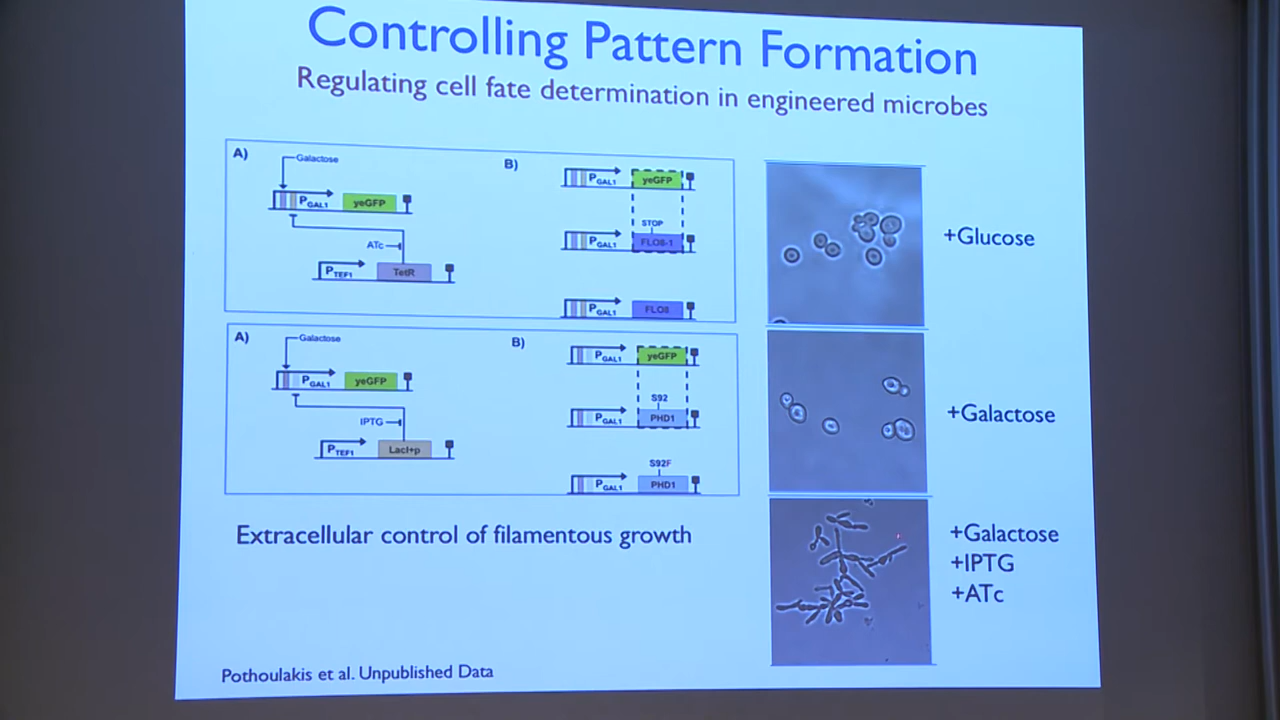 Controlling Pattern Formation
Regulating cell fate determination in engineered microbes
A)
Galactose
PGAL1
yeGFP
ATc
PTEF1
TetR
B)
PGAL1
yeGFP
STOP
PGAL1
FLO8-1
PGAL1
FLO8
A)
Galactose
PGAL1
yeGFP
IPTG
PTEF1
LacI+p
B)
PGAL1
yeGFP
S92
PGAL1
PHD1
S92F
PGAL1
PHD1
+Glucose
+Galactose
+Galactose
+IPTG
+ATc
Extracellular control of filamentous growth
Pothoulakis et al. Unpublished Data